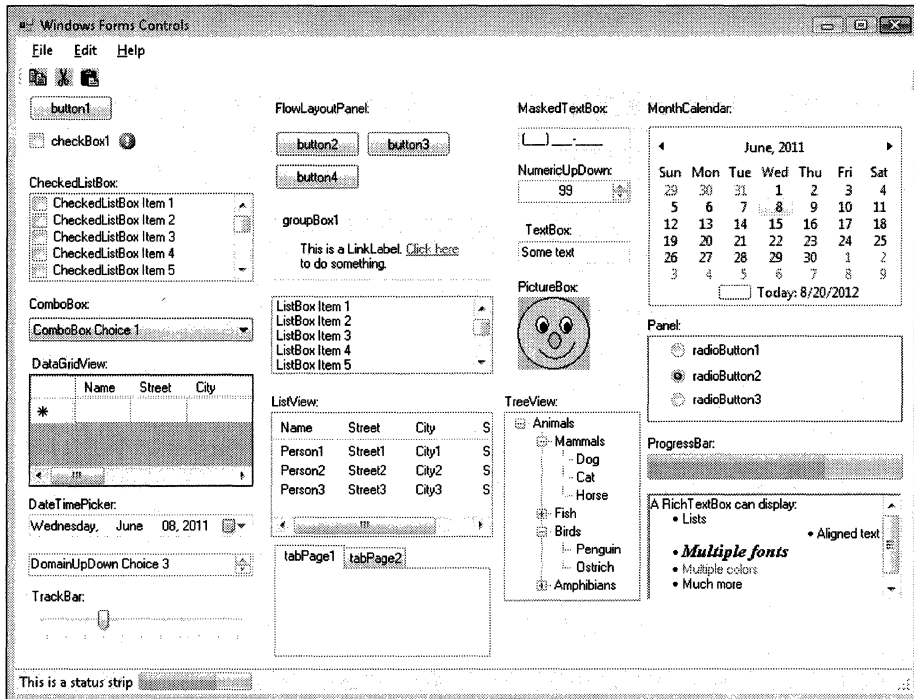 Windows Forms Controls
File Edit Help
button1
checkBox1
CheckedListBox:
CheckedListBox Item 1
CheckedListBox Item 2
CheckedListBox Item 3
CheckedListBox Item 4
CheckedListBox Item 5
ComboBox:
ComboBox Choice 1
DataGridView:
Name Street City
DateTimePicker:
Wednesday, June 08, 2011
DomainUpDown Choice 3
TrackBar:
FlowLayoutPanel:
button2 button3
button4
groupBox1
This is a LinkLabel. Click here
to do something.
ListBox Item 1
ListBox Item 2
ListBox Item 3
ListBox Item 4
ListBox Item 5
ListView:
Name Street City S
Person1 Street1 City1 S
Person2 Street2 City2 S
Person3 Street3 City3 S
tabPage1 tabPage2
MaskedTextBox:
(__) ___-____
NumericUpDown:
99
TextBox:
Some text
PictureBox:
TreeView:
Animals
Mammals
Dog
Cat
Horse
Fish
Birds
Penguin
Ostrich
Amphibians
MonthCalendar:
June, 2011
Sun Mon Tue Wed Thu Fri Sat
29 30 31 1 2 3 4
5 6 7 8 9 10 11
12 13 14 15 16 17 18
19 20 21 22 23 24 25
26 27 28 29 30 1 2
3 4 5 6 7 8 9
Today: 8/20/2012
Panel:
radioButton1
radioButton2
radioButton3
ProgressBar:
A RichTextBox can display:
• Lists
• Aligned text
• Multiple fonts
• Multiple colors
• Much more
This is a status strip